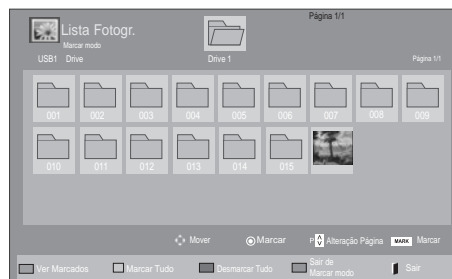 Página 1/1
Lista Fotogr.
Marcar modo
USB1 Drive
Drive 1
Página 1/1
001 002 003 004 005 006 007 008 009
010 011 012 013 014 015
Mover Marcar P Alteração Página MARK Marcar
Ver Marcados Marcar Tudo Desmarcar Tudo Sair de Marcar modo Sair